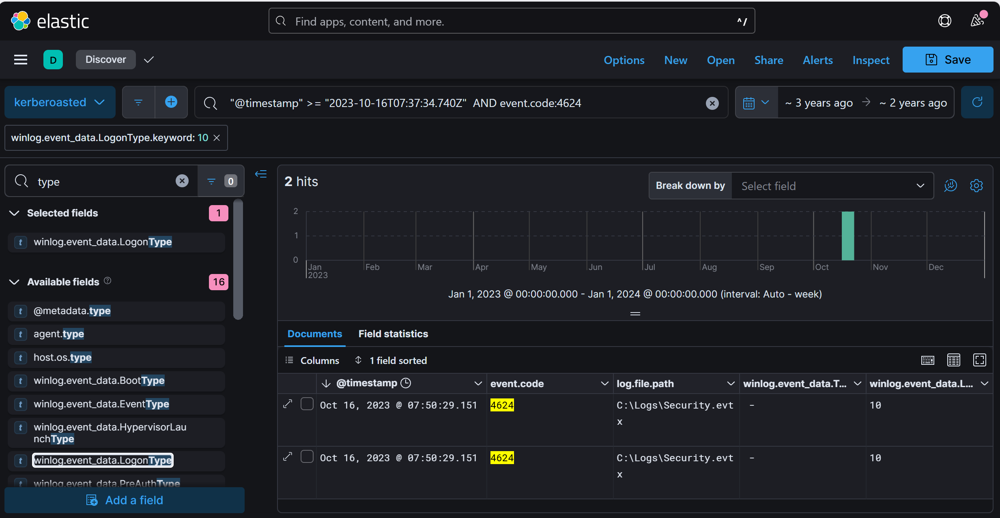 elastic
Find apps, content, and more.
^/
D
Discover
Options
New
Open
Share
Alerts
Inspect
Save
kerberoasted
"@timestamp" >= "2023-10-16T07:37:34.740Z"  AND event.code:4624
~ 3 years ago → ~ 2 years ago
winlog.event_data.LogonType.keyword: 10
type
0
Selected fields
1
t winlog.event_data.LogonType
Available fields
16
t @metadata.type
t agent.type
t host.os.type
t winlog.event_data.BootType
t winlog.event_data.EventType
t winlog.event_data.HypervisorLau
nchType
t winlog.event_data.LogonType
t winlog.event_data.PreAuthType
Add a field
2 hits
Break down by
Select field
2
1
0
Jan
2023
Feb
Mar
Apr
May
Jun
Jul
Aug
Sep
Oct
Nov
Dec
Jan 1, 2023 @ 00:00:00.000 - Jan 1, 2024 @ 00:00:00.000 (interval: Auto - week)
Documents
Field statistics
Columns
1 field sorted
@timestamp
event.code
log.file.path
winlog.event_data.T...
winlog.event_data.L...
Oct 16, 2023 @ 07:50:29.151
4624
C:\Logs\Security.evt
x
-
10
Oct 16, 2023 @ 07:50:29.151
4624
C:\Logs\Security.evt
x
-
10